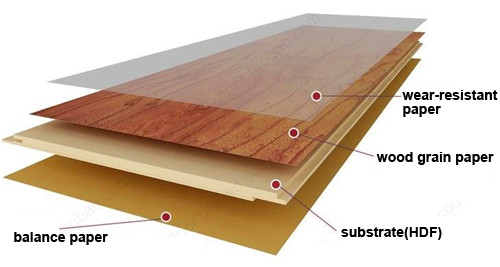 wear-resistant
paper
wood grain paper
substrate(HDF)
balance paper